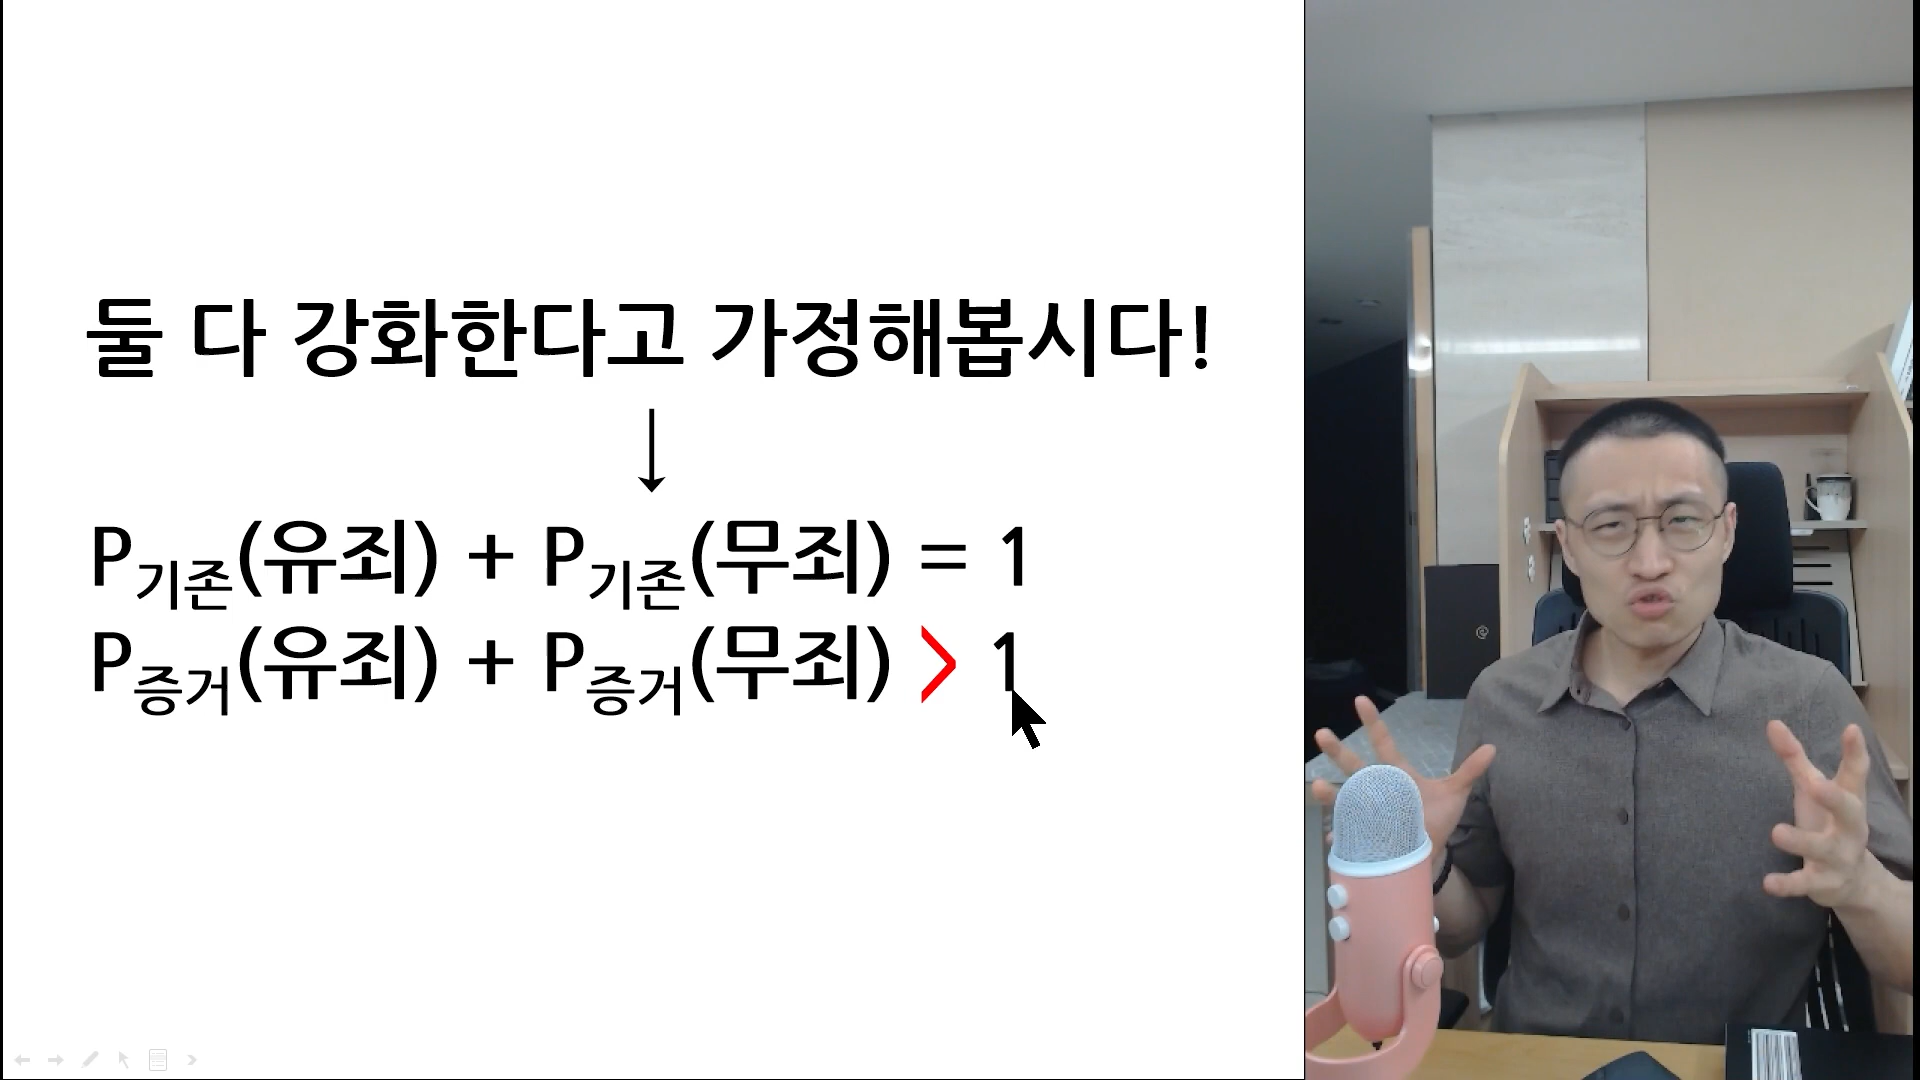 둘 다 강화한다고 가정해봅시다!
↓
P기존(유죄) + P기존(무죄) = 1
P증거(유죄) + P증거(무죄) > 1